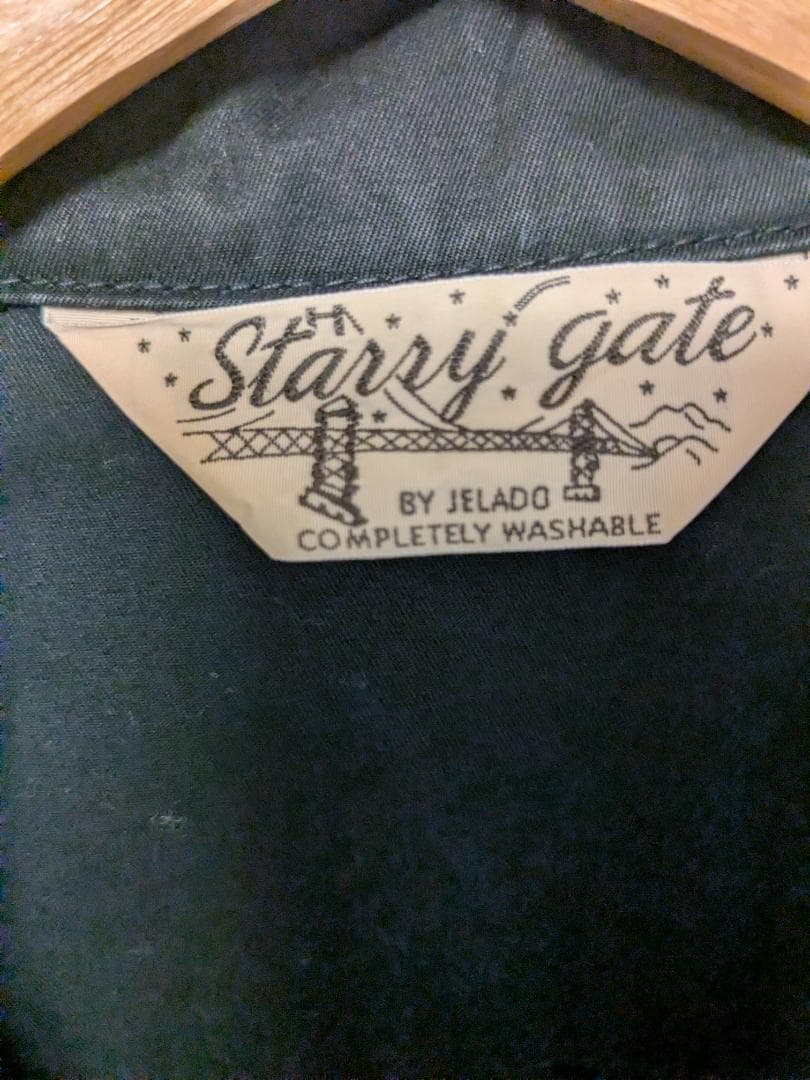 Starry gate
BY JELADO
COMPLETELY WASHABLE